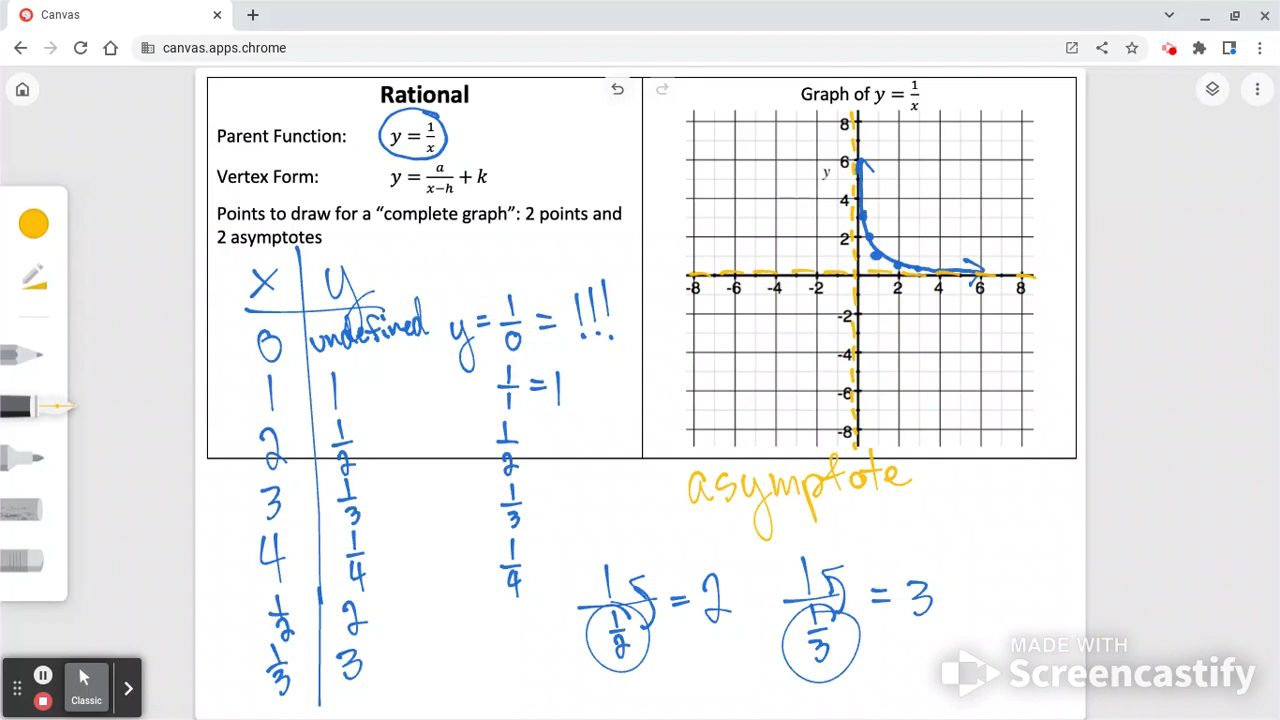 Canvas
canvas.apps.chrome
Rational
Parent Function: y = 1/x
Vertex Form: y = a/(x−h) + k
Points to draw for a “complete graph”: 2 points and
2 asymptotes
x y
0 undefined y = 1/0 = !!!
1 1 1/1 = 1
2 1/2 1/2
3 1/3 1/3
4 1/4 1/4
1/2 2 1/(1/2) = 2 1/(1/3) = 3
1/3 3
Graph of y = 1/x
8
6
y
4
2
-8 -6 -4 -2 2 4 6 8
-2
-4
-6
-8
asymptote
Classic
MADE WITH
Screencastify